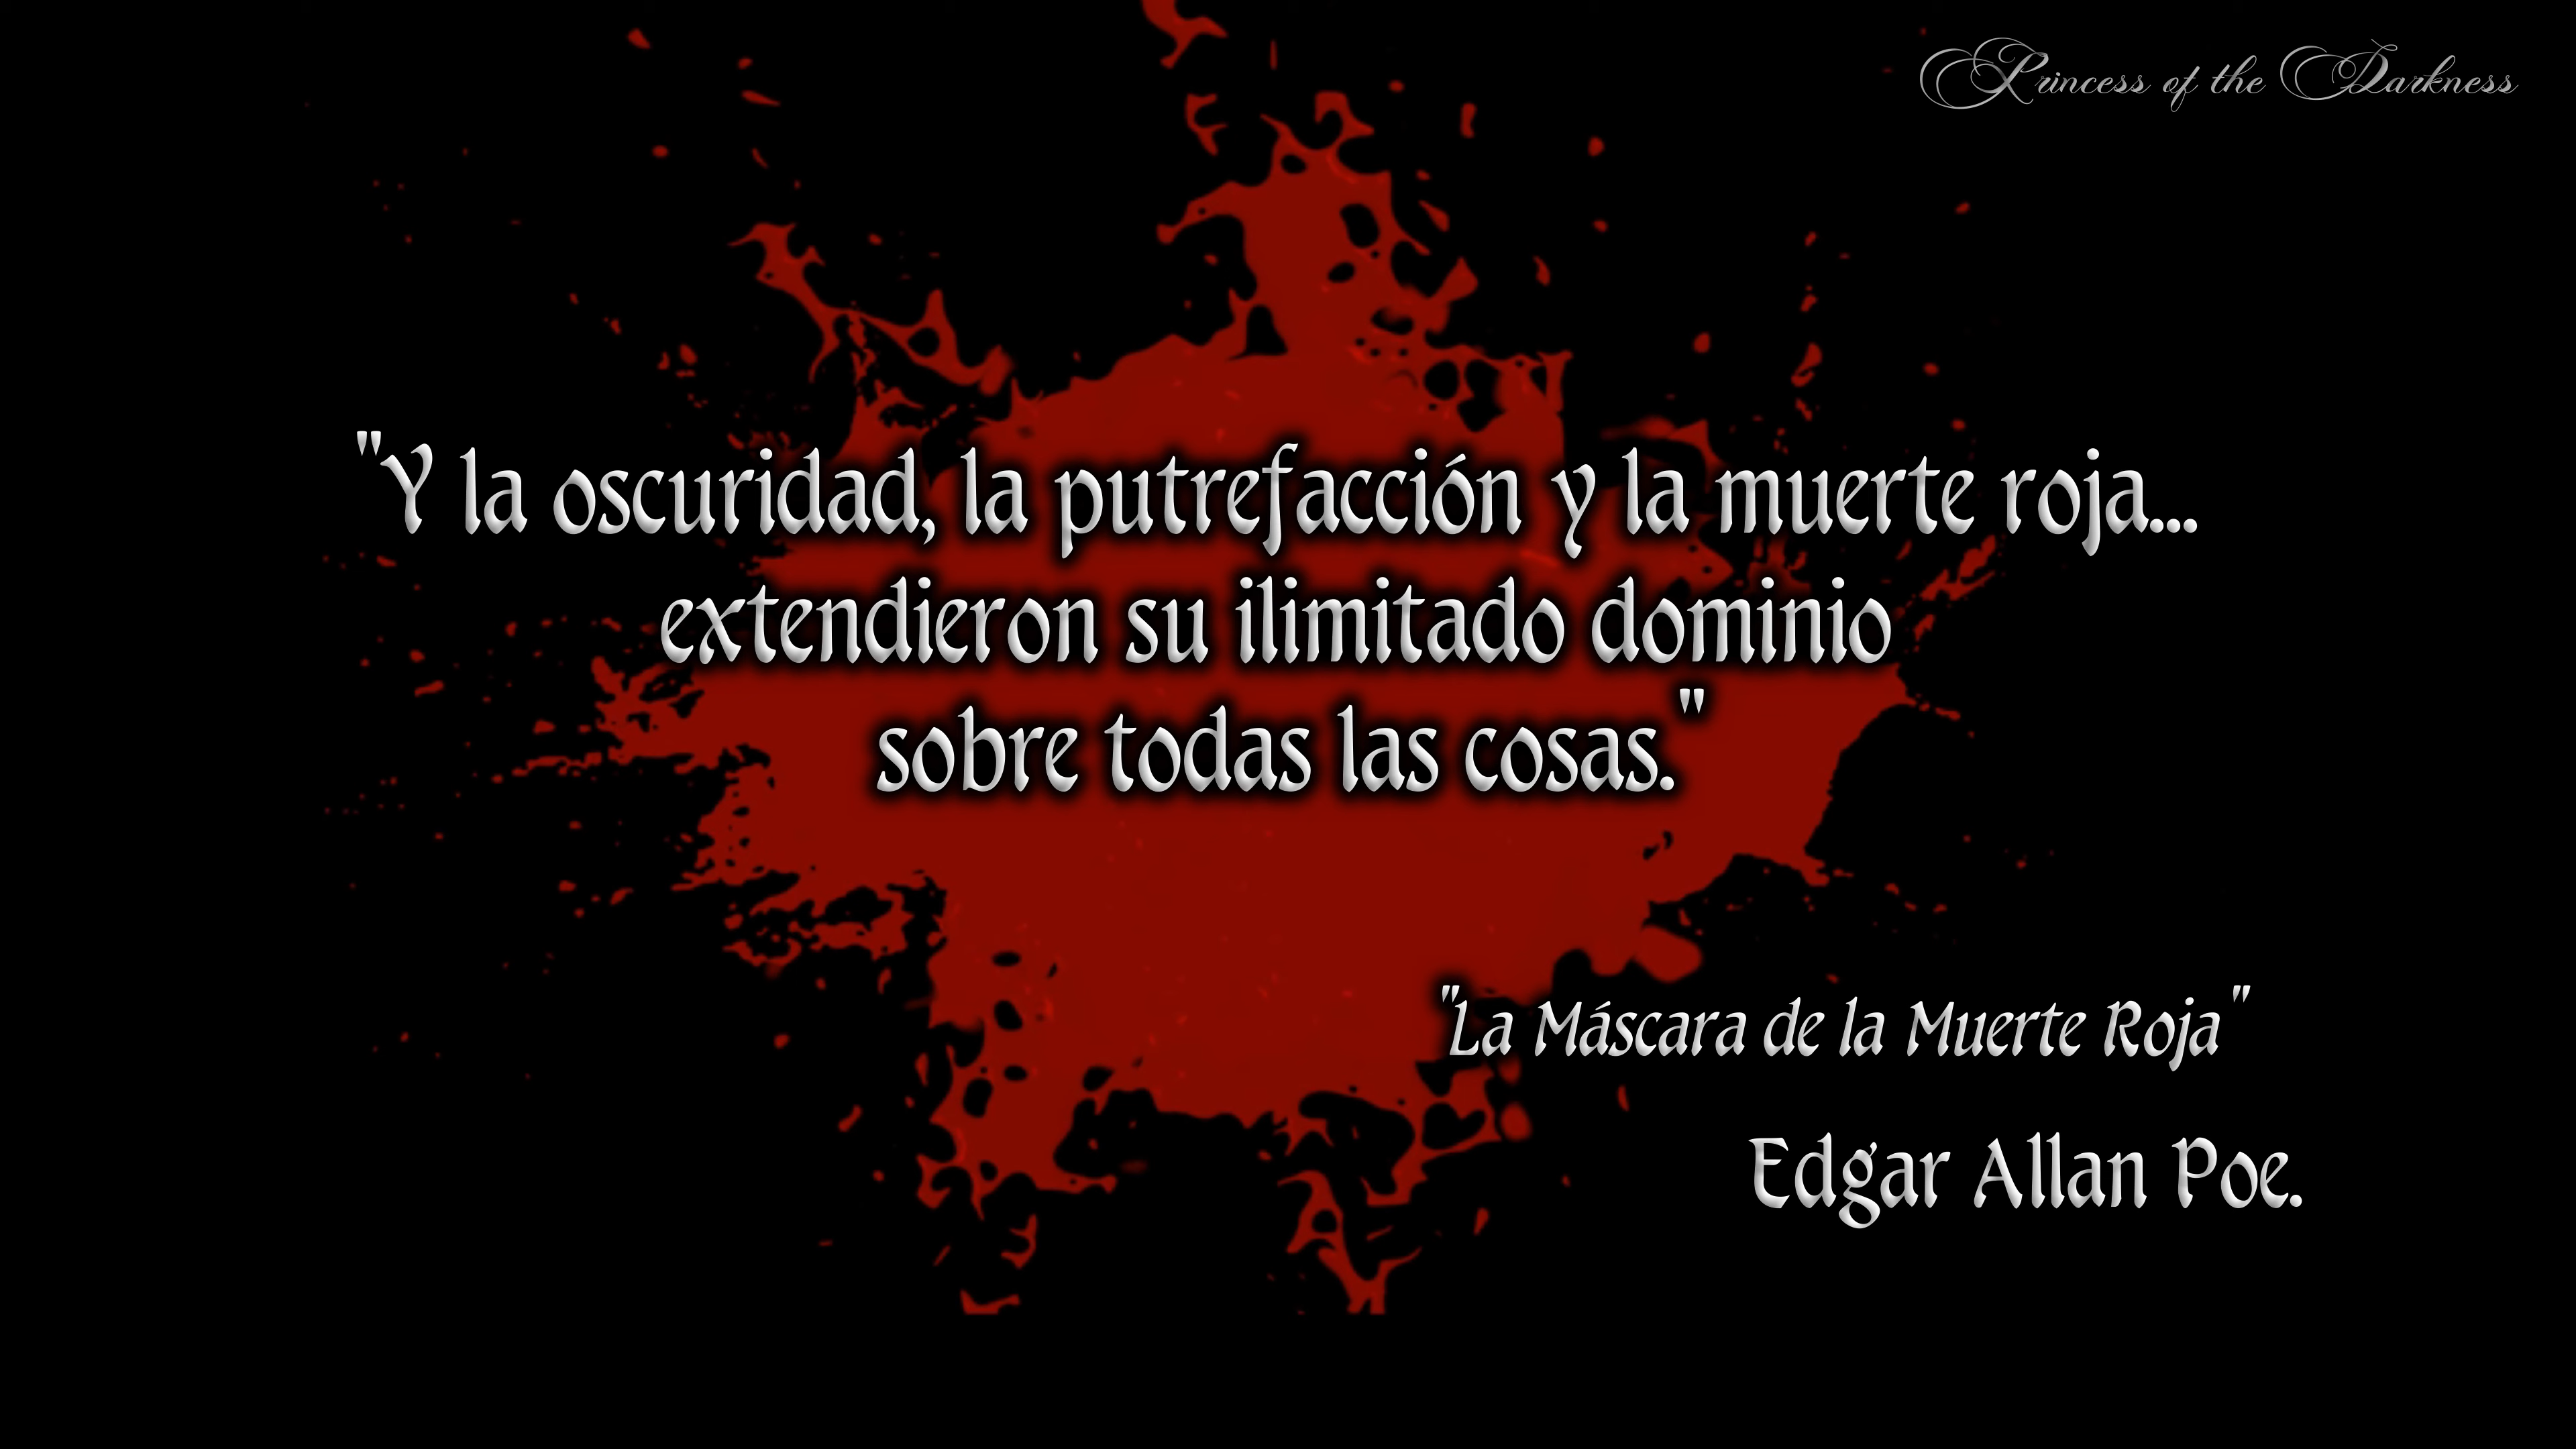 Princess of the Darkness
"Y la oscuridad, la putrefacción y la muerte roja...
extendieron su ilimitado dominio
sobre todas las cosas."
"La Máscara de la Muerte Roja"
Edgar Allan Poe.